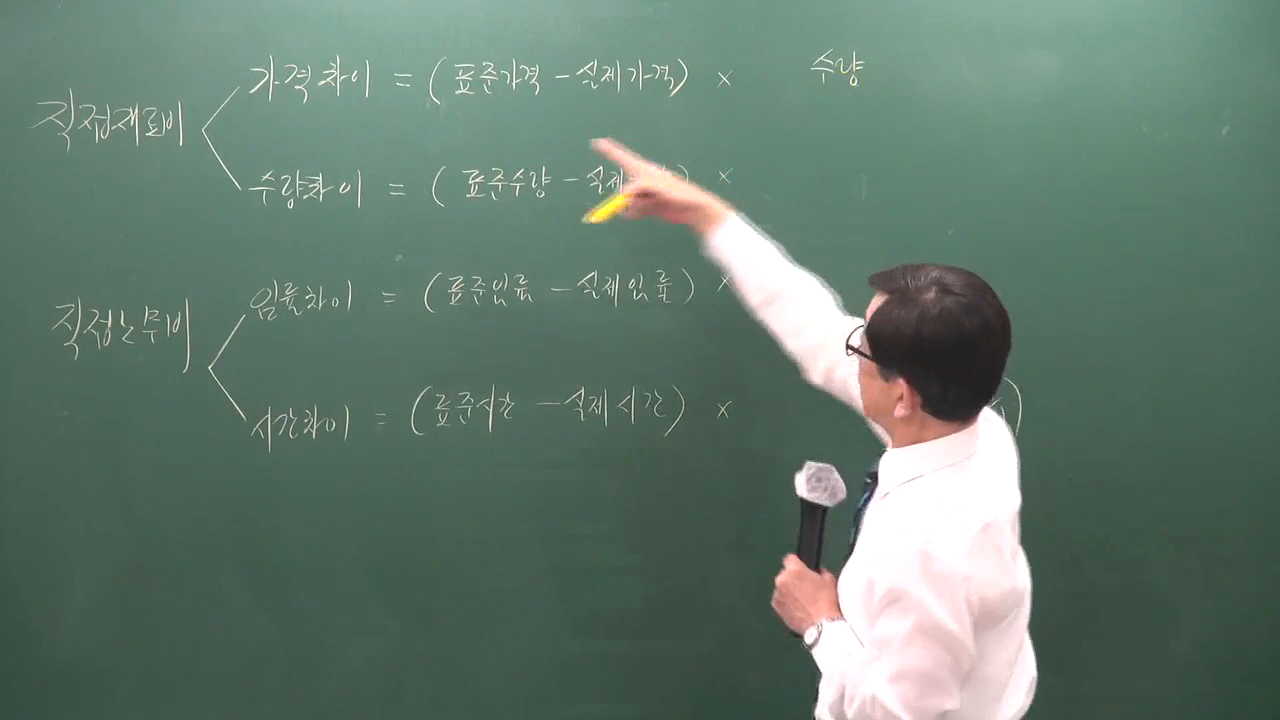 가격차이 = (표준가격 - 실제가격) × 수량
직접재료비
수량차이 = (표준수량 - 실제 ) ×
임률차이 = (표준임률 - 실제임률) ×
직접노무비
시간차이 = (표준시간 - 실제시간) × )